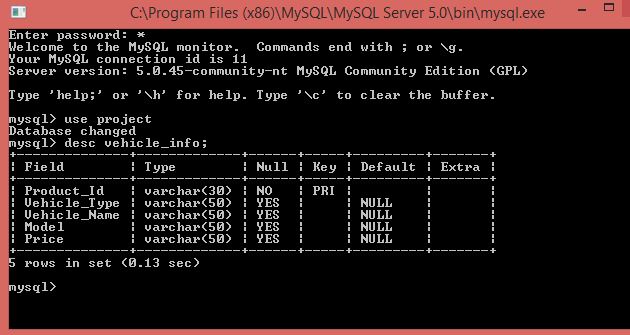 C:\Program Files (x86)\MySQL\MySQL Server 5.0\bin\mysql.exe
Enter password: *
Welcome to the MySQL monitor.  Commands end with ; or \g.
Your MySQL connection id is 11
Server version: 5.0.45-community-nt MySQL Community Edition (GPL)
Type 'help;' or '\h' for help. Type '\c' to clear the buffer.
mysql> use project
Database changed
mysql> desc vehicle_info;
+--------------+-------------+------+-----+---------+-------+
| Field        | Type        | Null | Key | Default | Extra |
+--------------+-------------+------+-----+---------+-------+
| Product_Id   | varchar(30) | NO   | PRI |         |       |
| Vehicle_Type | varchar(50) | YES  |     | NULL    |       |
| Vehicle_Name | varchar(50) | YES  |     | NULL    |       |
| Model        | varchar(50) | YES  |     | NULL    |       |
| Price        | varchar(50) | YES  |     | NULL    |       |
+--------------+-------------+------+-----+---------+-------+
5 rows in set (0.13 sec)
mysql>